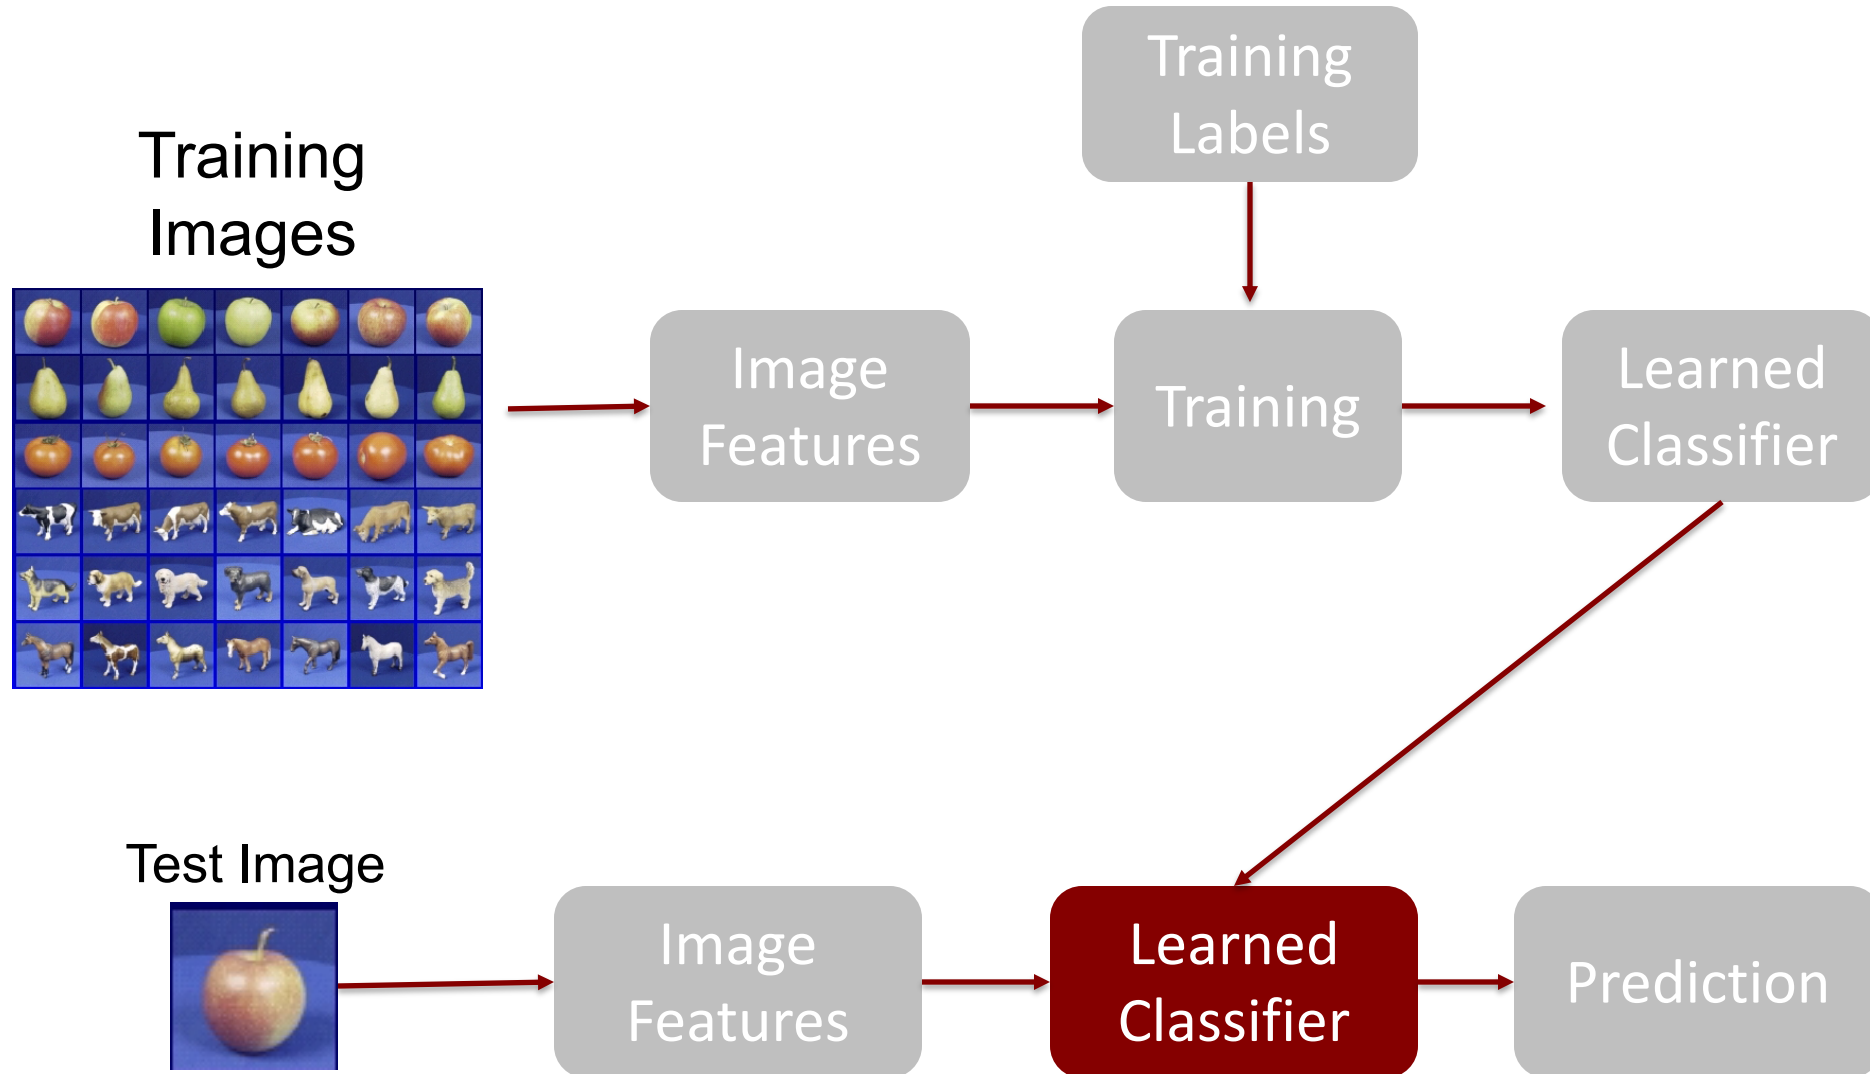 Training
Labels
Training
Images
Image
Features
Training
Learned
Classifier
Test Image
Image
Features
Learned
Classifier
Prediction